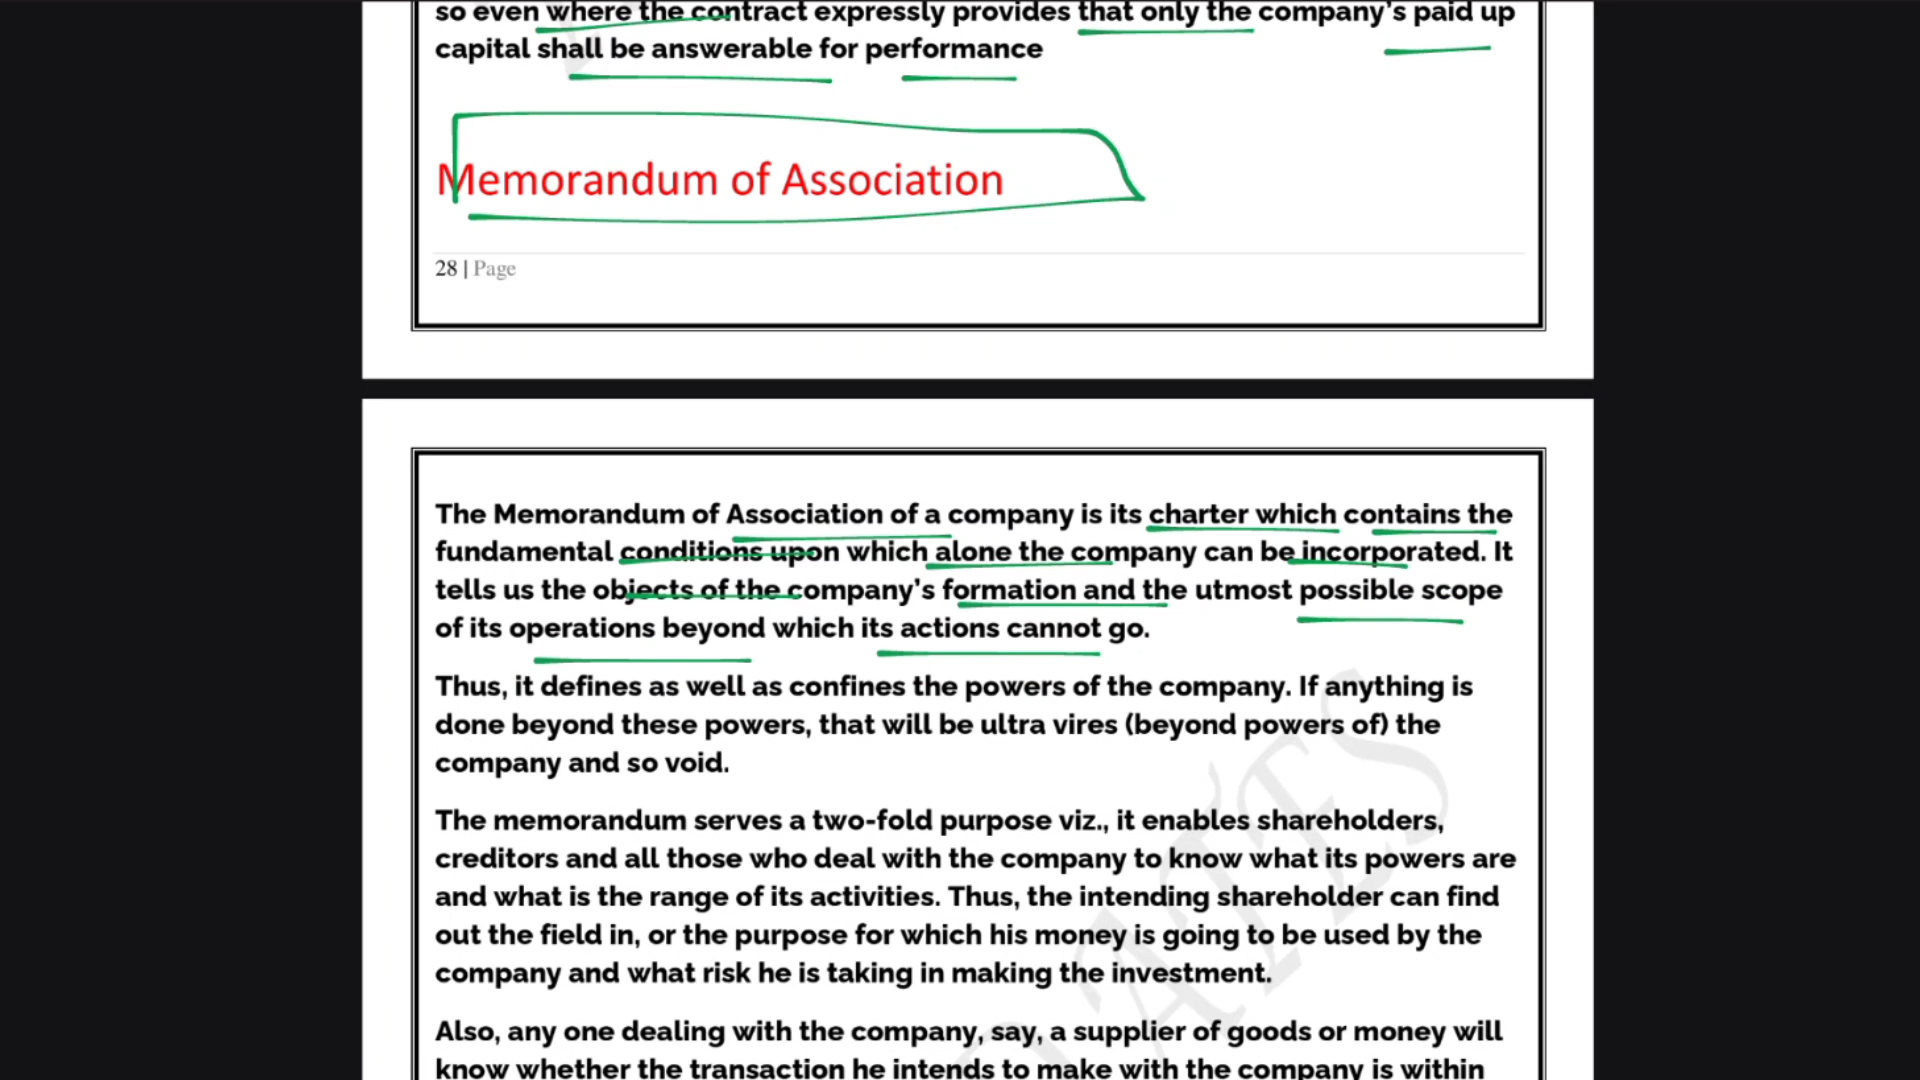 so even where the contract expressly provides that only the company's paid up
capital shall be answerable for performance
Memorandum of Association
28 | Page
The Memorandum of Association of a company is its charter which contains the
fundamental conditions upon which alone the company can be incorporated. It
tells us the objects of the company's formation and the utmost possible scope
of its operations beyond which its actions cannot go.
Thus, it defines as well as confines the powers of the company. If anything is
done beyond these powers, that will be ultra vires (beyond powers of) the
company and so void.
The memorandum serves a two-fold purpose viz., it enables shareholders,
creditors and all those who deal with the company to know what its powers are
and what is the range of its activities. Thus, the intending shareholder can find
out the field in, or the purpose for which his money is going to be used by the
company and what risk he is taking in making the investment.
Also, any one dealing with the company, say, a supplier of goods or money will
know whether the transaction he intends to make with the company is within